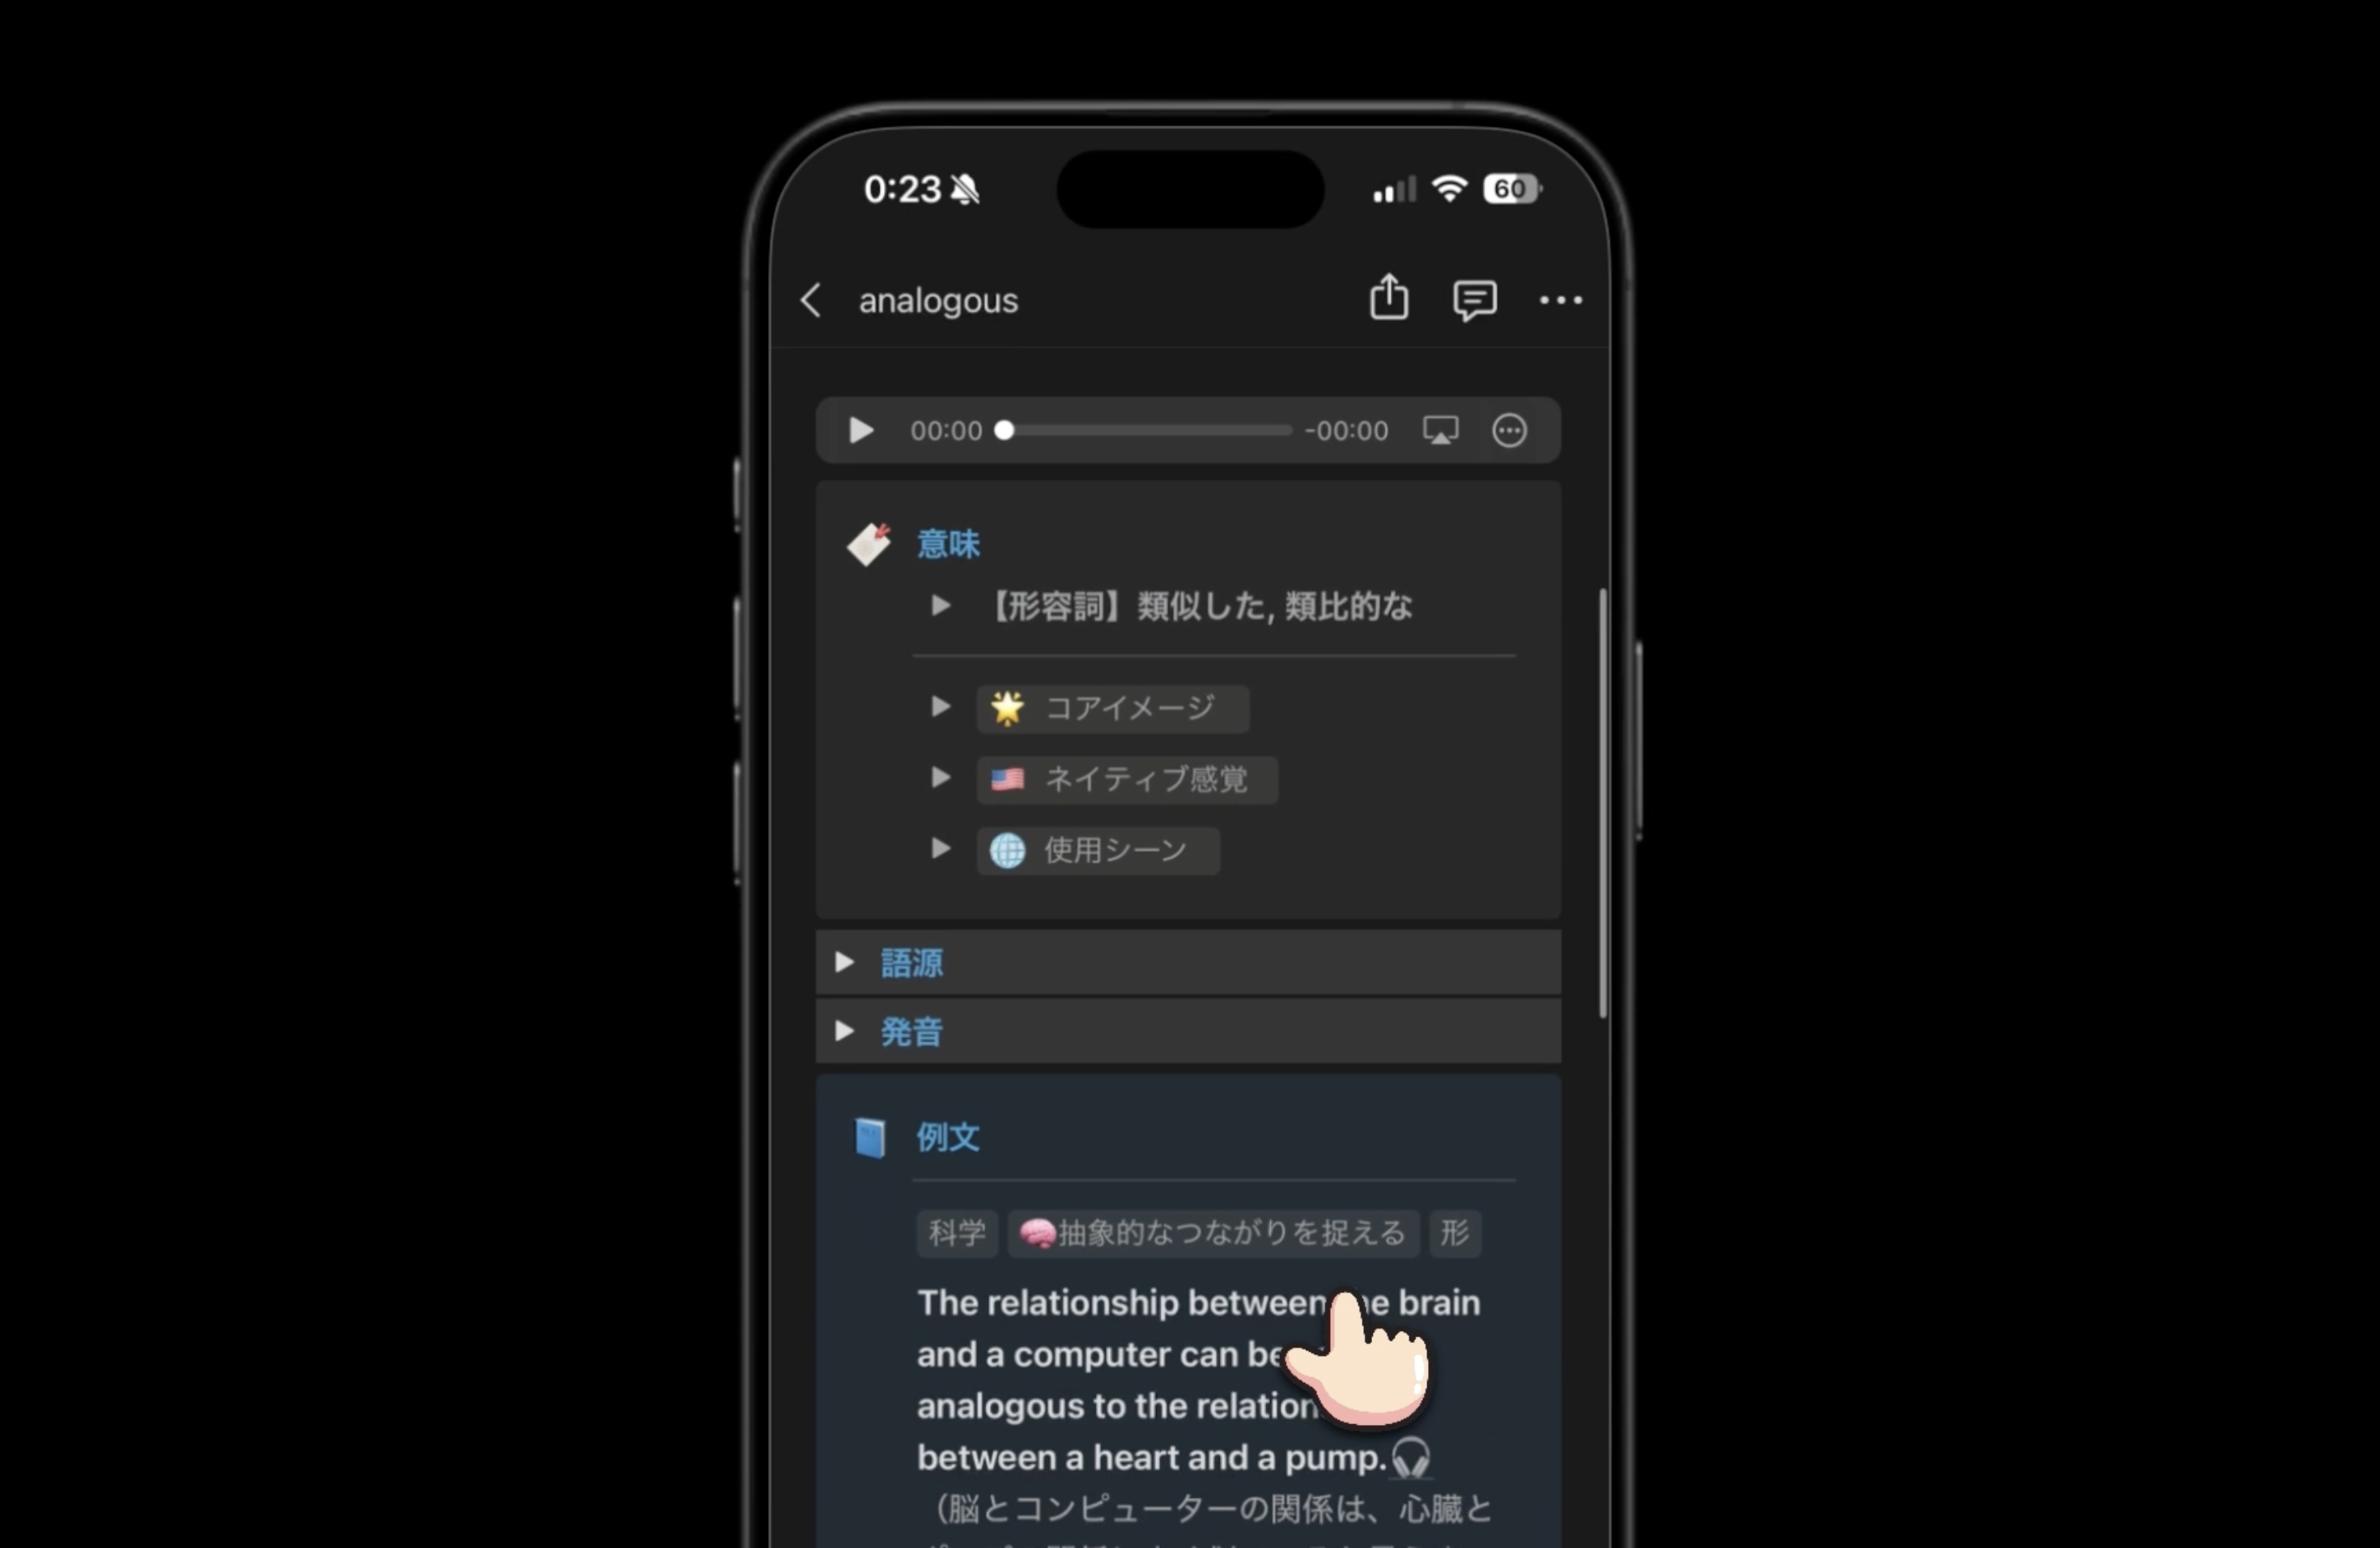 0:23
60
analogous
00:00
-00:00
意味
【形容詞】類似した, 類比的な
コアイメージ
ネイティブ感覚
使用シーン
語源
発音
例文
科学 抽象的なつながりを捉える 形
The relationship between brain
and a computer can be
analogous to the
between a heart and a pump.
(脳とコンピューターの関係は、心臓と